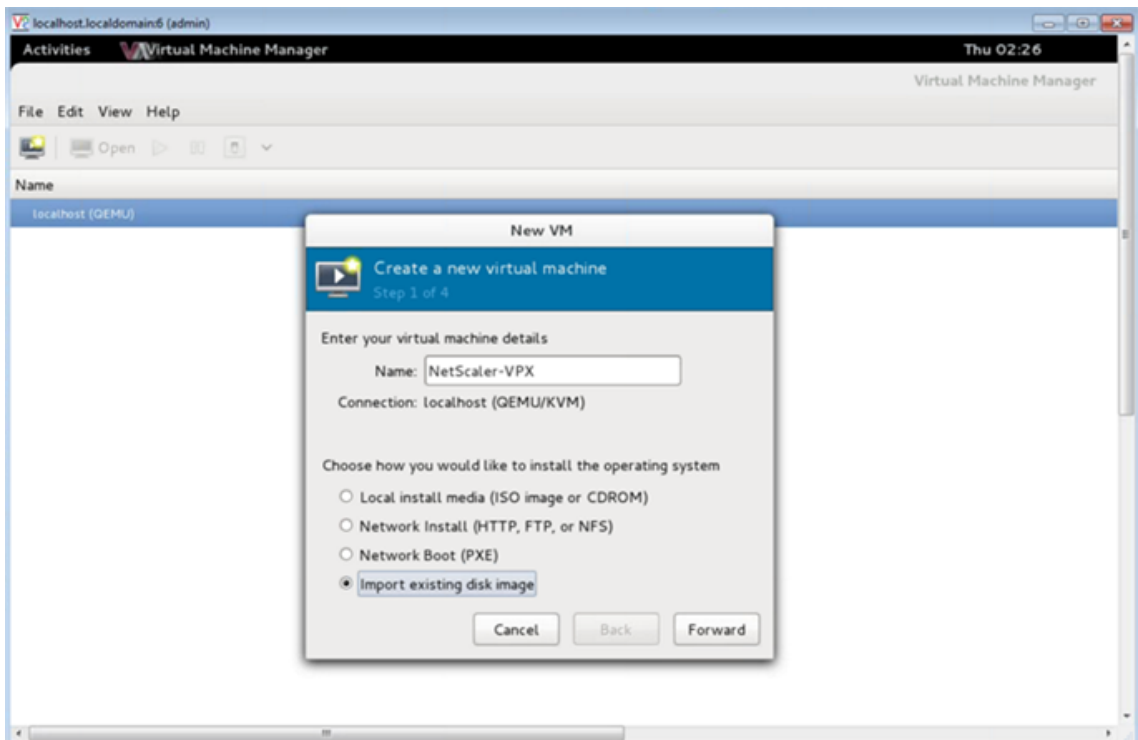 localhost.localdomain:6 (admin)
Activities Virtual Machine Manager Thu 02:26
Virtual Machine Manager
File Edit View Help
Open
Name
localhost (QEMU)
New VM
Create a new virtual machine
Step 1 of 4
Enter your virtual machine details
Name: NetScaler-VPX
Connection: localhost (QEMU/KVM)
Choose how you would like to install the operating system
Local install media (ISO image or CDROM)
Network Install (HTTP, FTP, or NFS)
Network Boot (PXE)
Import existing disk image
Cancel Back Forward